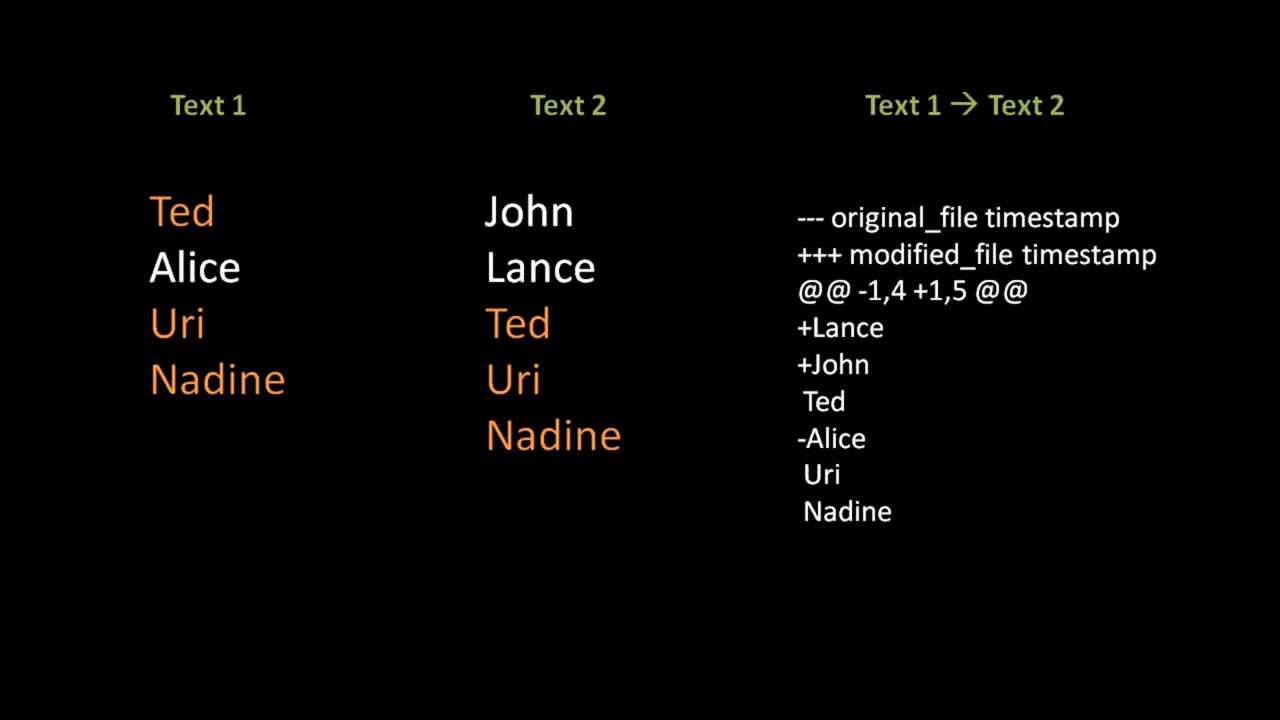 Text 1
Ted
Alice
Uri
Nadine
Text 2
John
Lance
Ted
Uri
Nadine
Text 1 → Text 2
--- original_file timestamp
+++ modified_file timestamp
@@ -1,4 +1,5 @@
+Lance
+John
 Ted
-Alice
 Uri
 Nadine